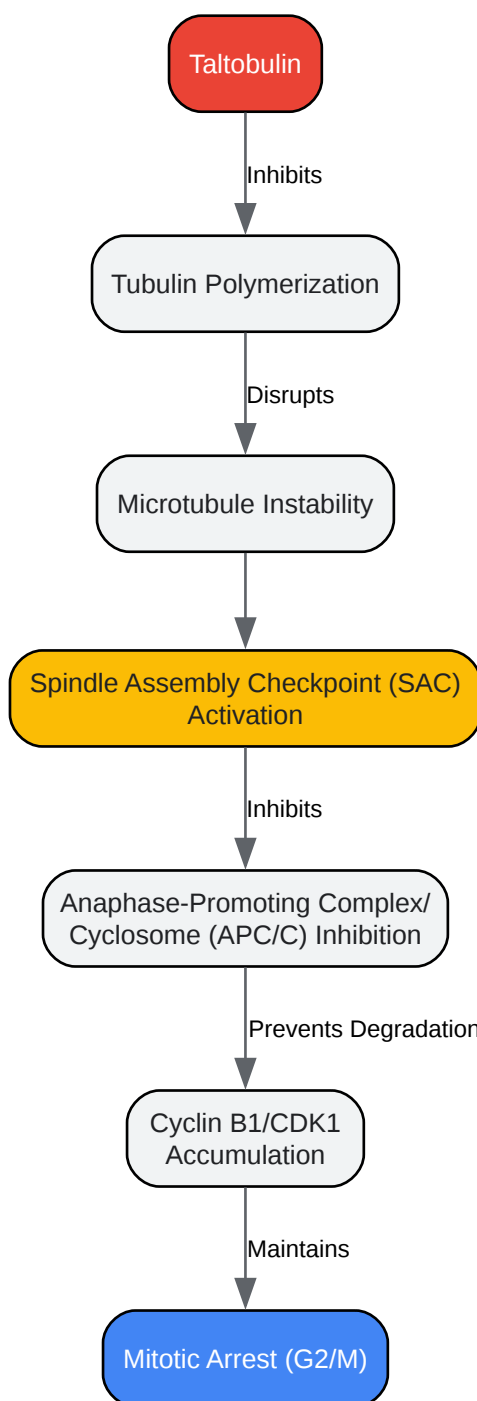 Taltobulin
Inhibits
Tubulin Polymerization
Disrupts
Microtubule Instability
Spindle Assembly Checkpoint (SAC)
Activation
Inhibits
Anaphase-Promoting Complex/
Cyclosome (APC/C) Inhibition
Prevents Degradation
Cyclin B1/CDK1
Accumulation
Maintains
Mitotic Arrest (G2/M)